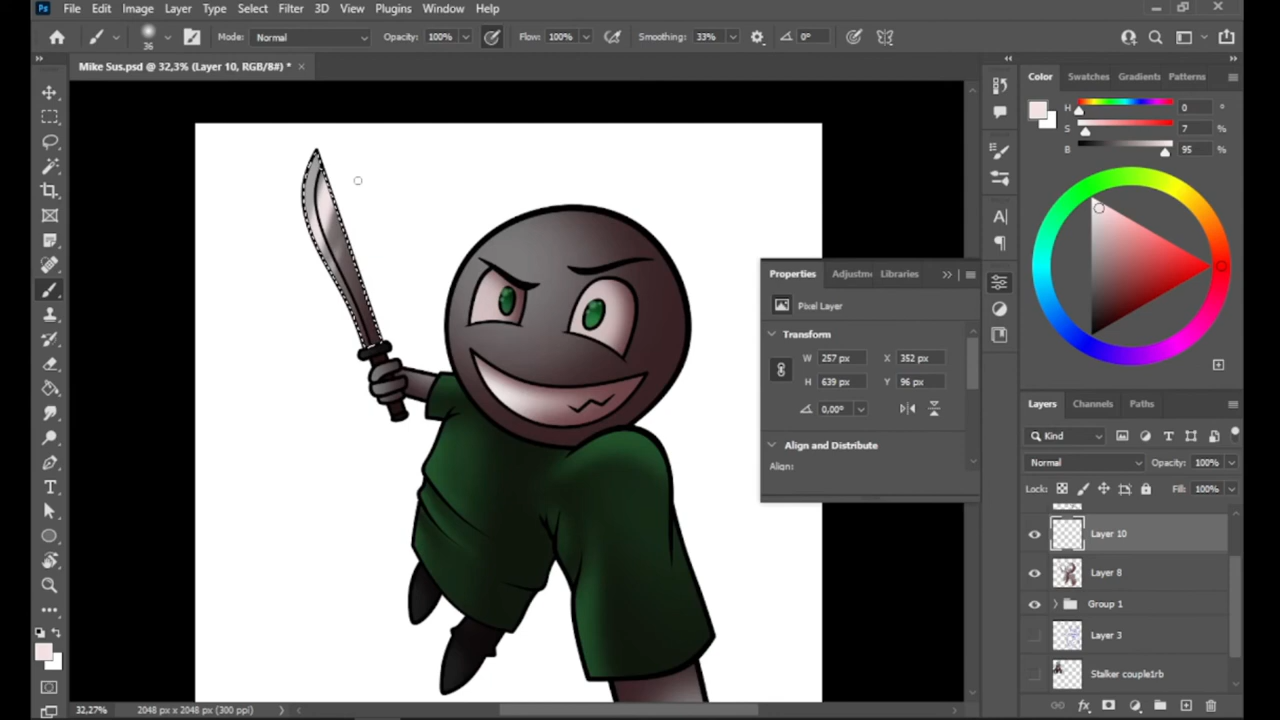 Ps File Edit Image Layer Type Select Filter 3D View Plugins Window Help
36 Mode: Normal Opacity: 100% Flow: 100% Smoothing: 33% 0°
Mike Sus.psd @ 32,3% (Layer 10, RGB/8#) * ×
Color Swatches Gradients Patterns
H 0 °
S 7 %
B 95 %
Properties Adjustm Libraries
Pixel Layer
Transform
W 257 px X 352 px
H 639 px Y 96 px
0,00°
Align and Distribute
Align:
Layers Channels Paths
Kind
Normal Opacity: 100%
Lock: Fill: 100%
Layer 10
Layer 8
Group 1
Layer 3
Stalker couple1rb
32,27% 2048 px x 2048 px (300 ppi)